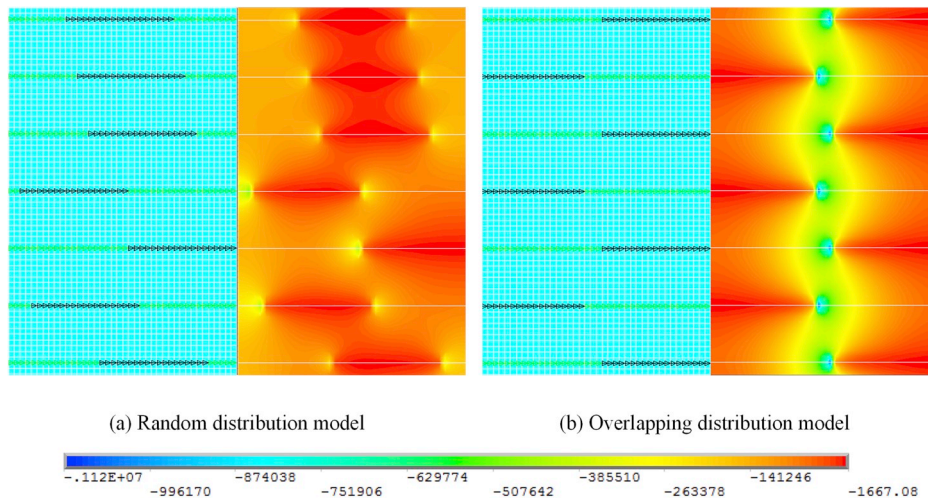 (a) Random distribution model
(b) Overlapping distribution model
-.112E+07 -874038 -629774 -385510 -141246
-996170 -751906 -507642 -263378 -1667.08